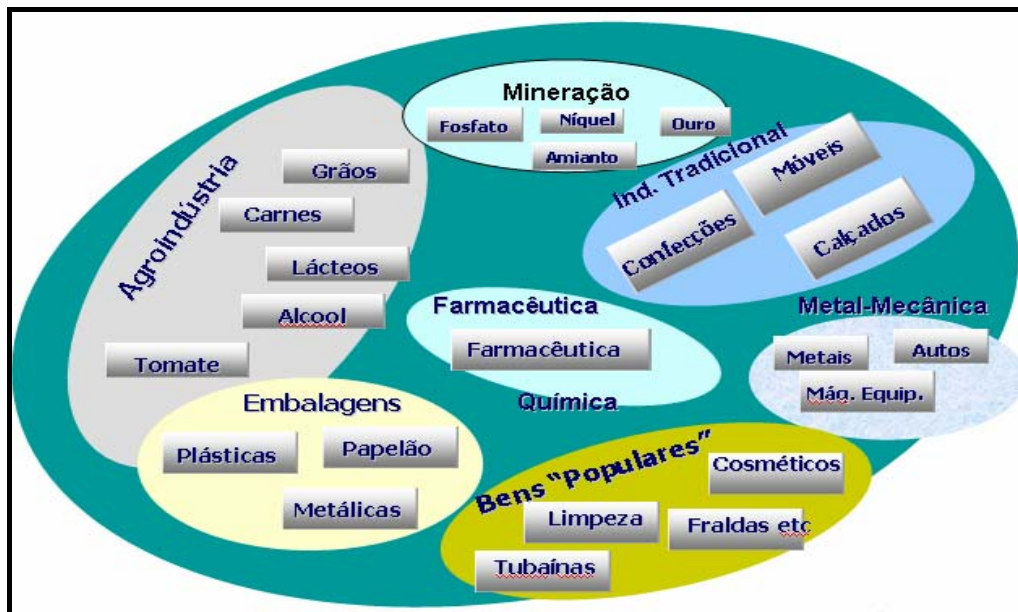 Mineração
Fosfato
Níquel
Ouro
Amianto
Agroindústria
Grãos
Carnes
Lácteos
Alcool
Tomate
Ind. Tradicional
Móveis
Confecções
Calçados
Farmacêutica
Farmacêutica
Química
Metal-Mecânica
Metais
Autos
Máq. Equip.
Embalagens
Plásticas
Papelão
Metálicas
Bens "Populares"
Cosméticos
Limpeza
Fraldas etc
Tubaínas